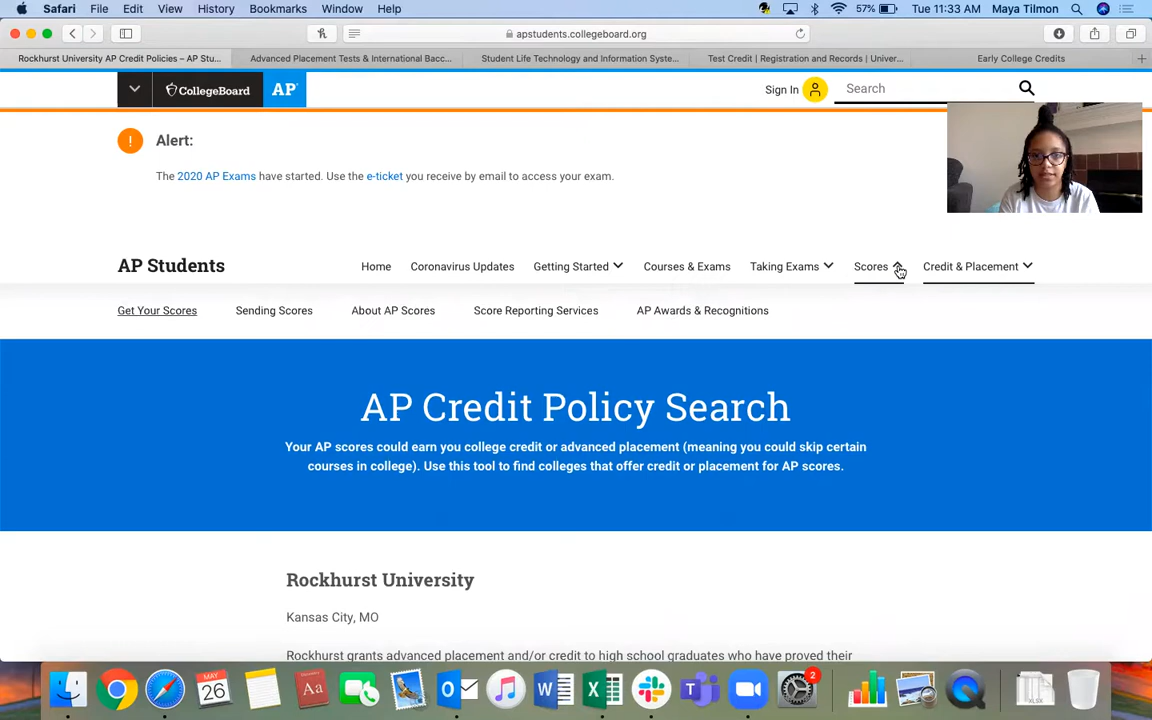 Safari File Edit View History Bookmarks Window Help 57% Tue 11:33 AM Maya Tilmon
apstudents.collegeboard.org
Rockhurst University AP Credit Policies – AP Stu... Advanced Placement Tests & International Bacc... Student Life Technology and Information Syste... Test Credit | Registration and Records | Univer... Early College Credits
CollegeBoard AP Sign In Search
! Alert:
The 2020 AP Exams have started. Use the e-ticket you receive by email to access your exam.
AP Students Home Coronavirus Updates Getting Started Courses & Exams Taking Exams Scores Credit & Placement
Get Your Scores Sending Scores About AP Scores Score Reporting Services AP Awards & Recognitions
AP Credit Policy Search
Your AP scores could earn you college credit or advanced placement (meaning you could skip certain
courses in college). Use this tool to find colleges that offer credit or placement for AP scores.
Rockhurst University
Kansas City, MO
Rockhurst grants advanced placement and/or credit to high school graduates who have proved their
MAY 26 Aa O W X T 2 XLSX